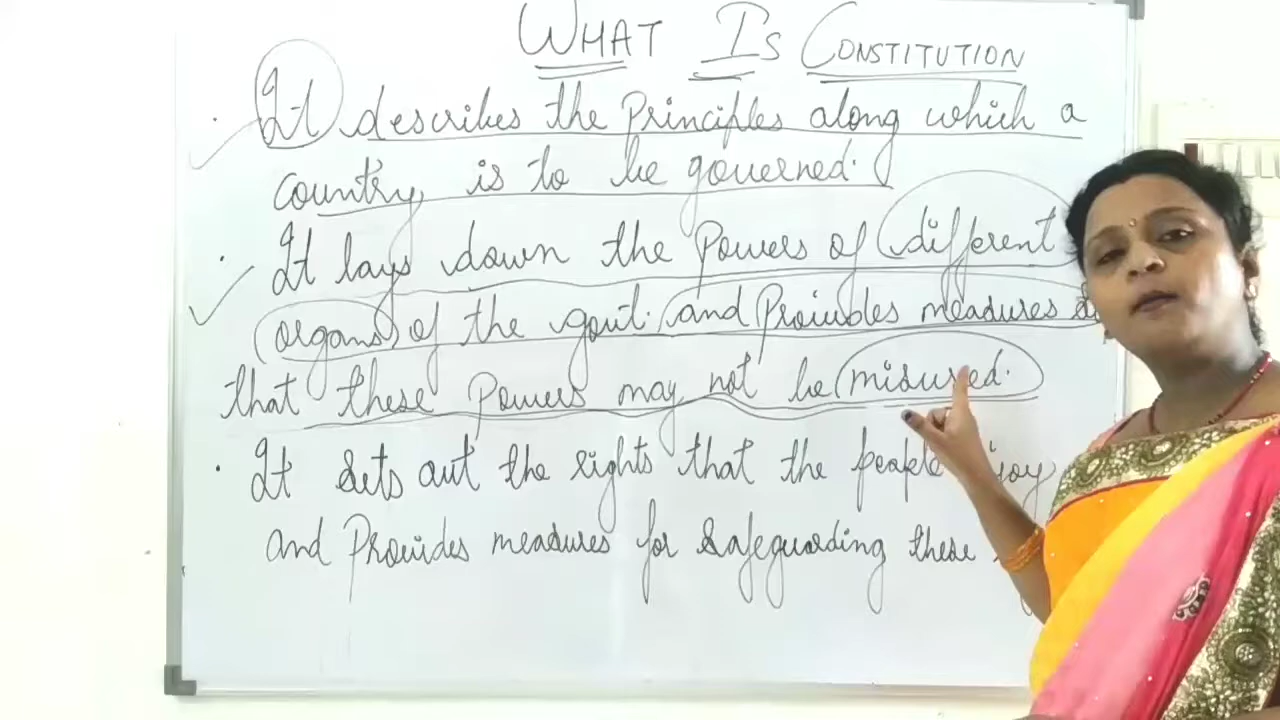 WHAT IS CONSTITUTION
• It describes the Principles along which a
country is to be governed.
• It lays down the Powers of different
organs of the govt. and Provides measures
that these Powers may not be misused.
• It sets out the rights that the people
and Provides measures for safeguarding these